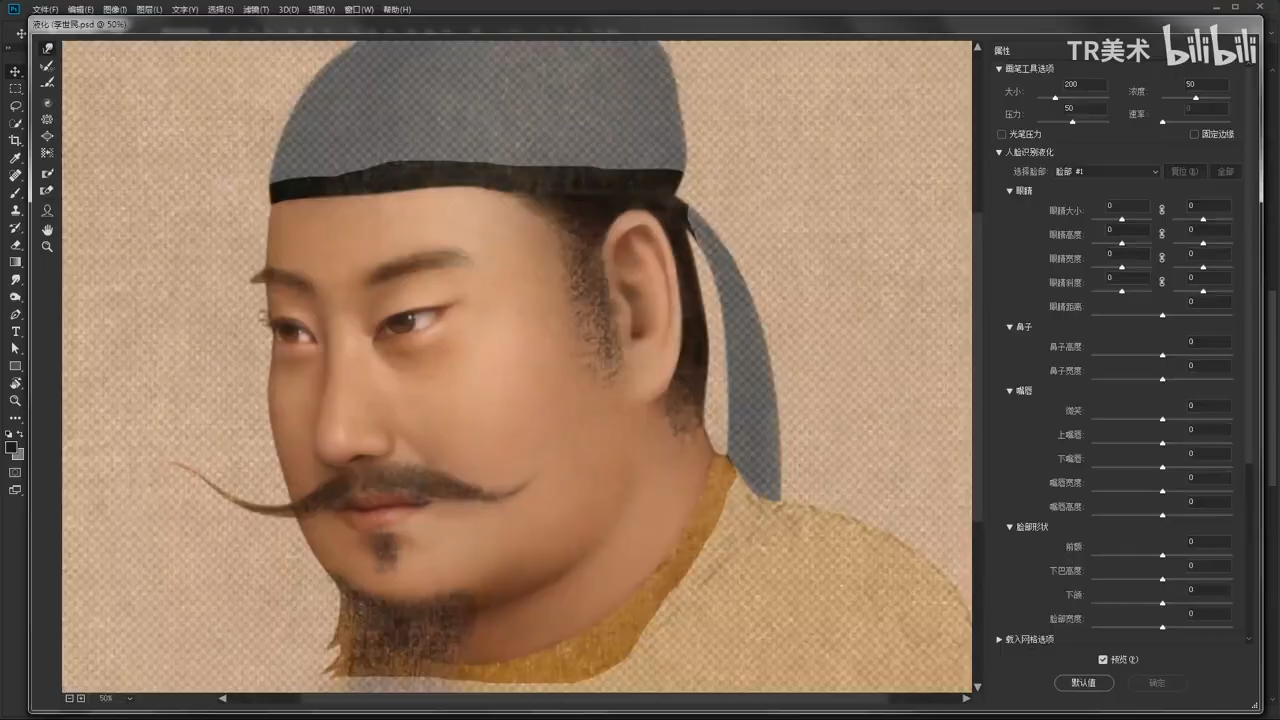 文件(F) 编辑(E) 图像(I) 图层(L) 文字(Y) 选择(S) 滤镜(T) 3D(D) 视图(V) 窗口(W) 帮助(H)
液化 (李世民.psd @ 50%)
TR美术 bilibili
属性
画笔工具选项
大小: 200 浓度: 50
压力: 50 速率: 0
光笔压力 固定边缘
人脸识别液化
选择脸部: 脸部 #1 全部
眼睛
眼睛大小: 0 0
眼睛高度: 0 0
眼睛宽度: 0 0
眼睛斜度: 0 0
眼睛距离: 0
鼻子
鼻子高度: 0
鼻子宽度: 0
嘴唇
微笑: 0
上嘴唇: 0
下嘴唇: 0
嘴唇宽度: 0
嘴唇高度: 0
脸部形状
前额: 0
下巴高度: 0
下颌: 0
脸部宽度: 0
载入网格选项
预览(P)
默认值 确定
50%